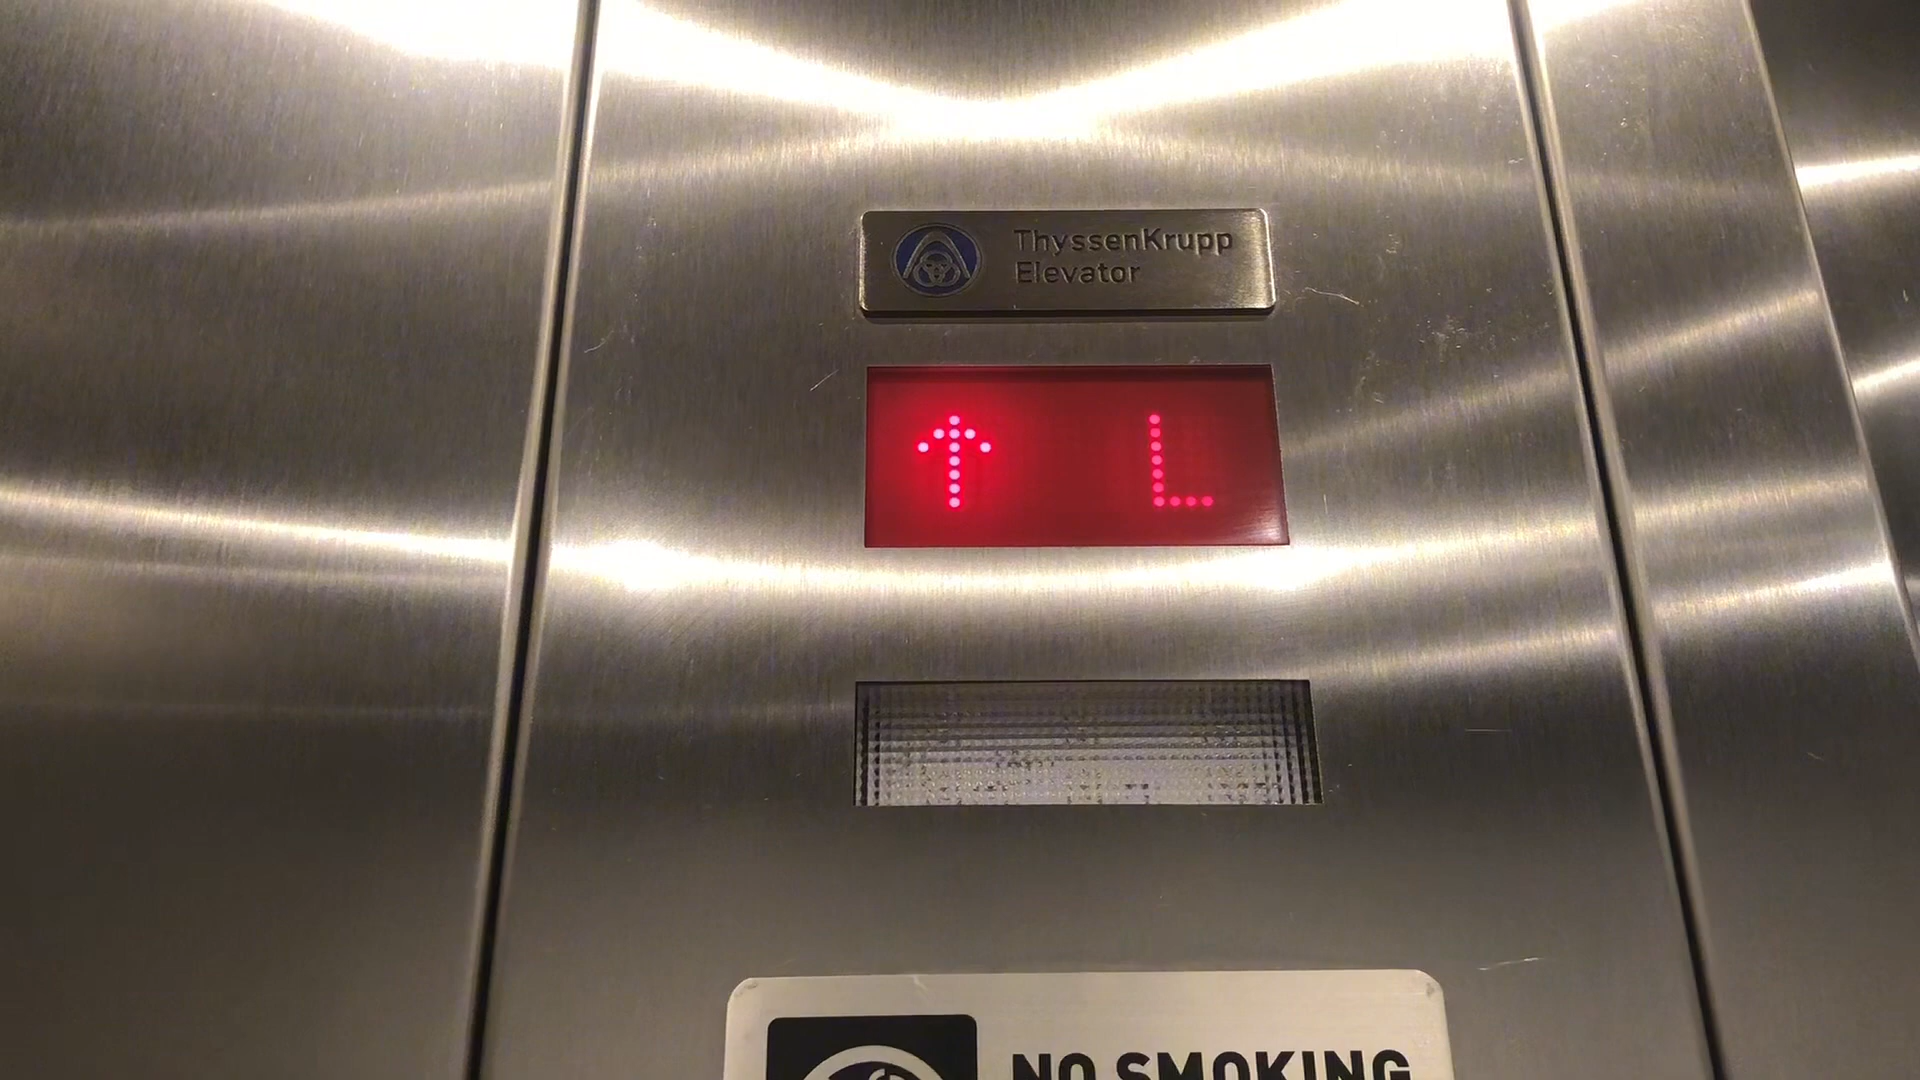 ThyssenKrupp
Elevator
↑ L
NO SMOKING